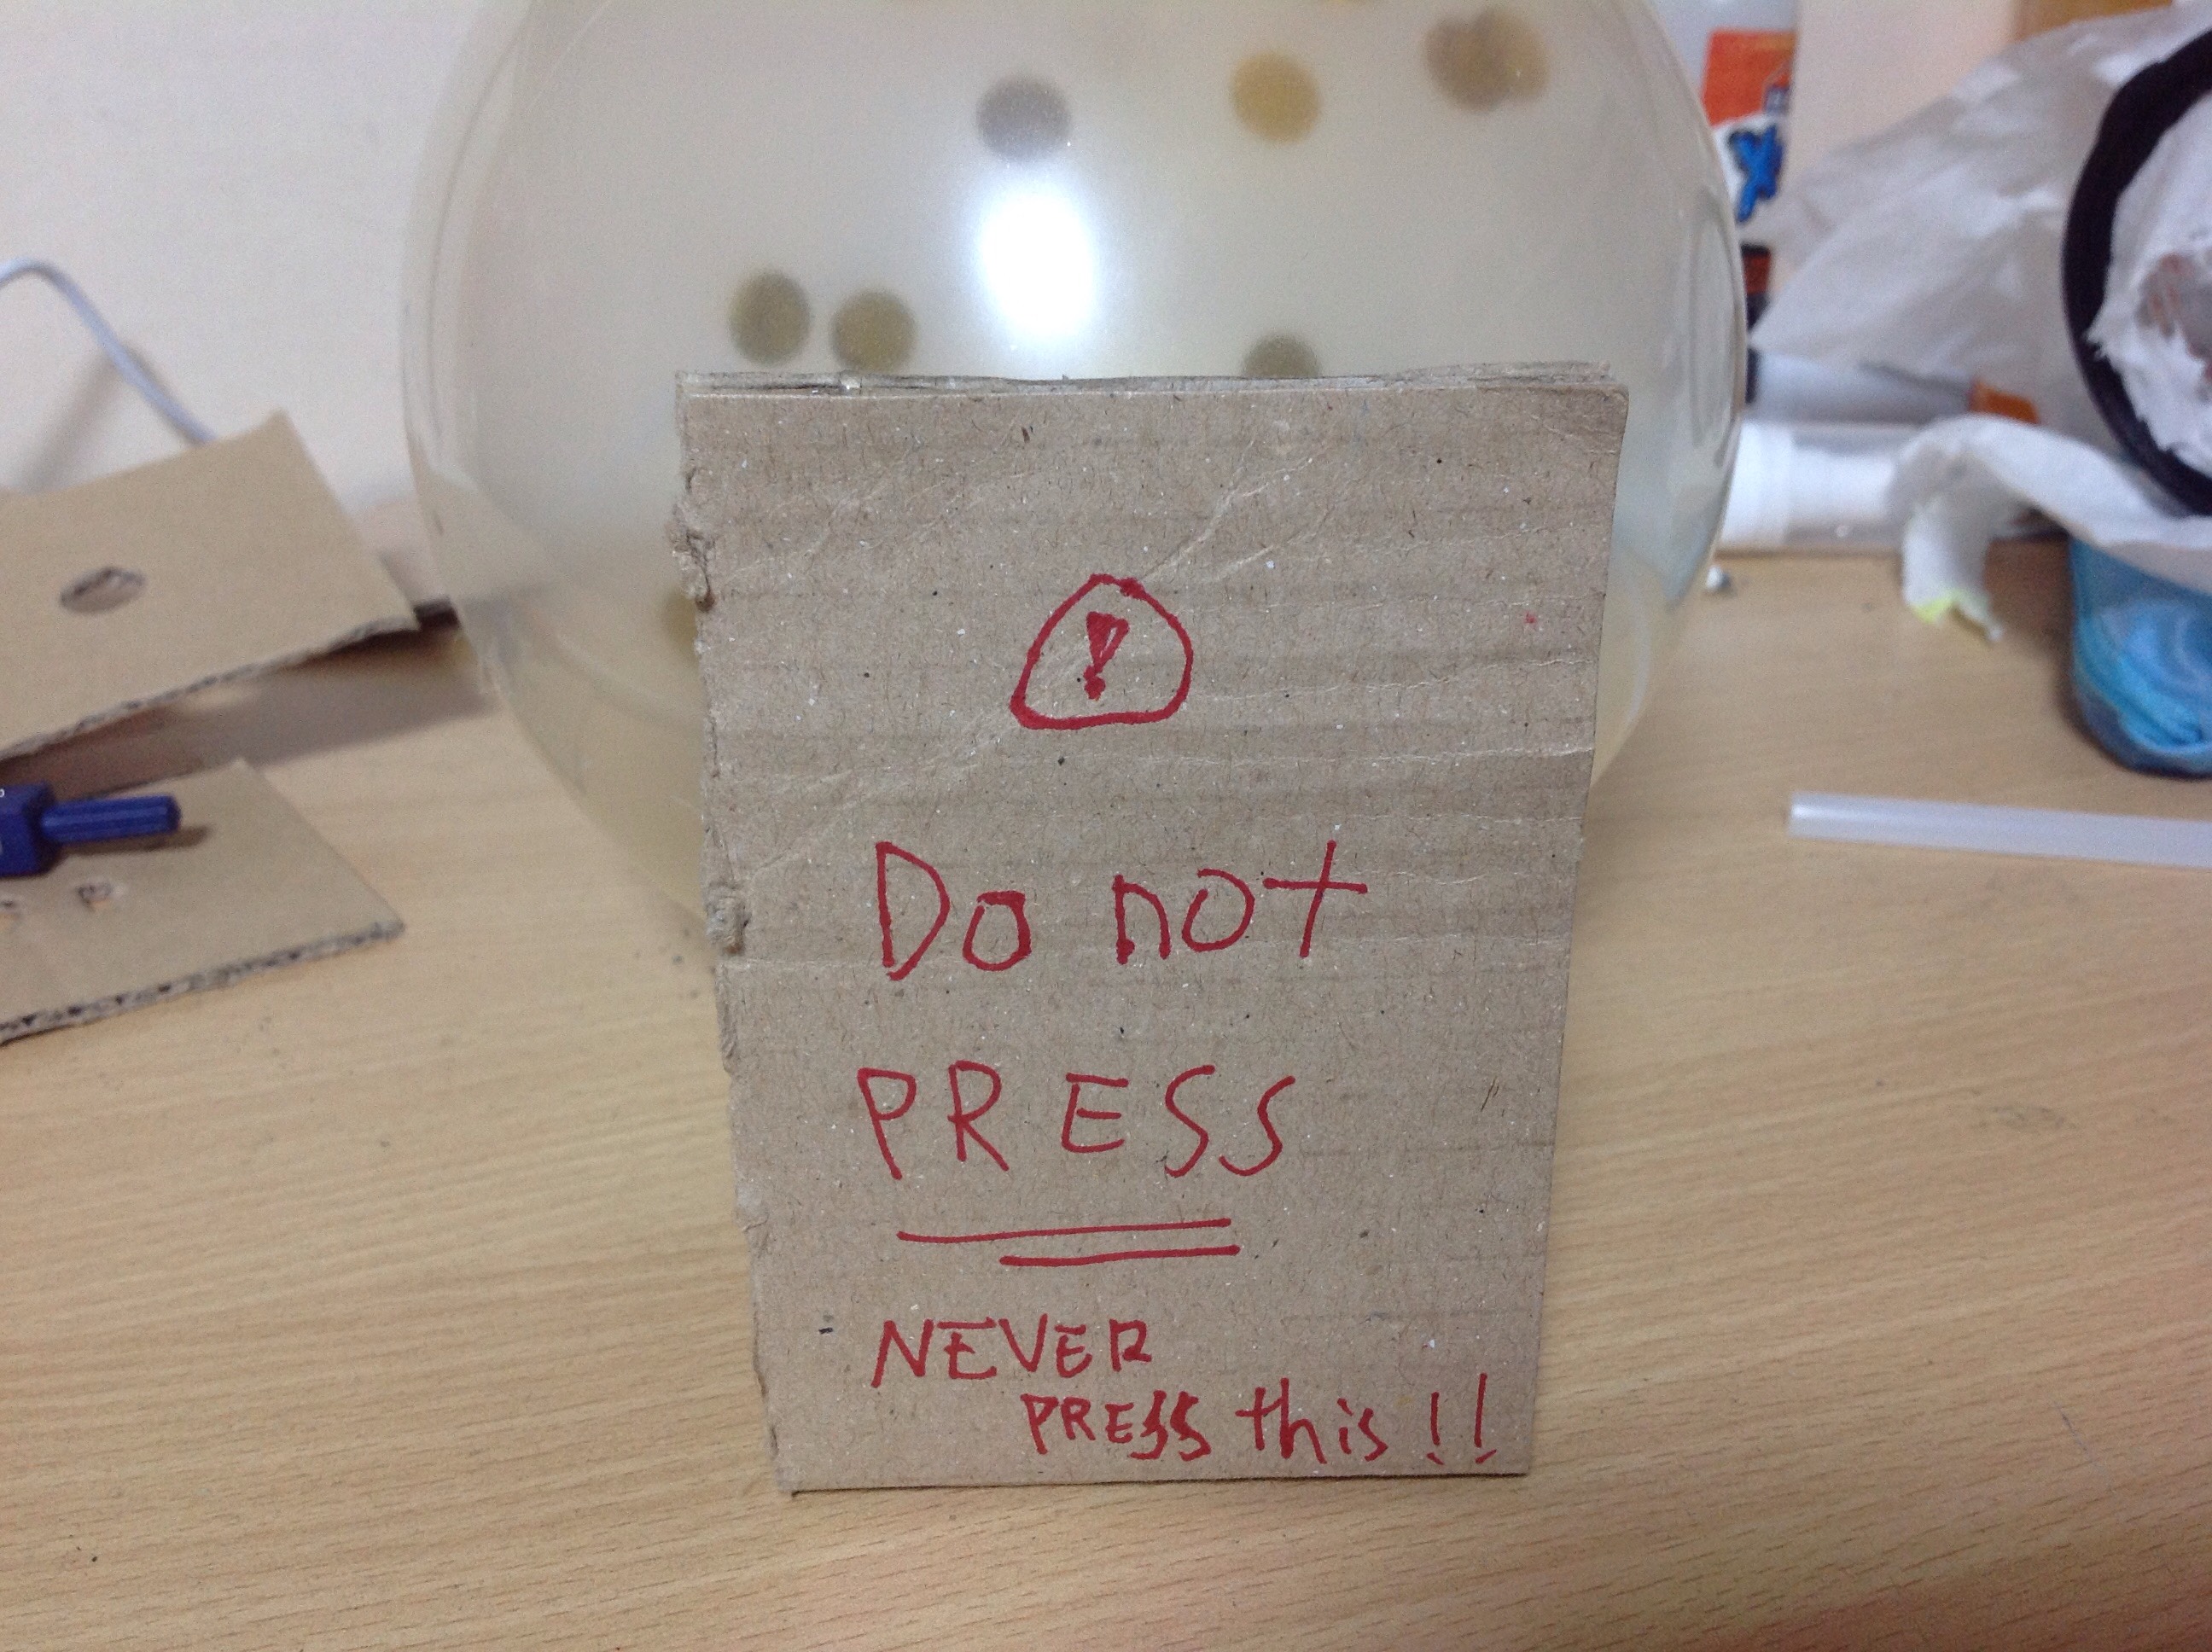 !
Do not
PRESS
NEVER
PRESS this!!